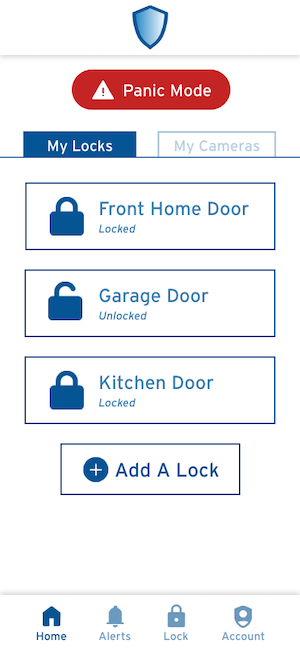 Panic Mode
My Locks
My Cameras
Front Home Door
Locked
Garage Door
Unlocked
Kitchen Door
Locked
Add A Lock
Home
Alerts
Lock
Account